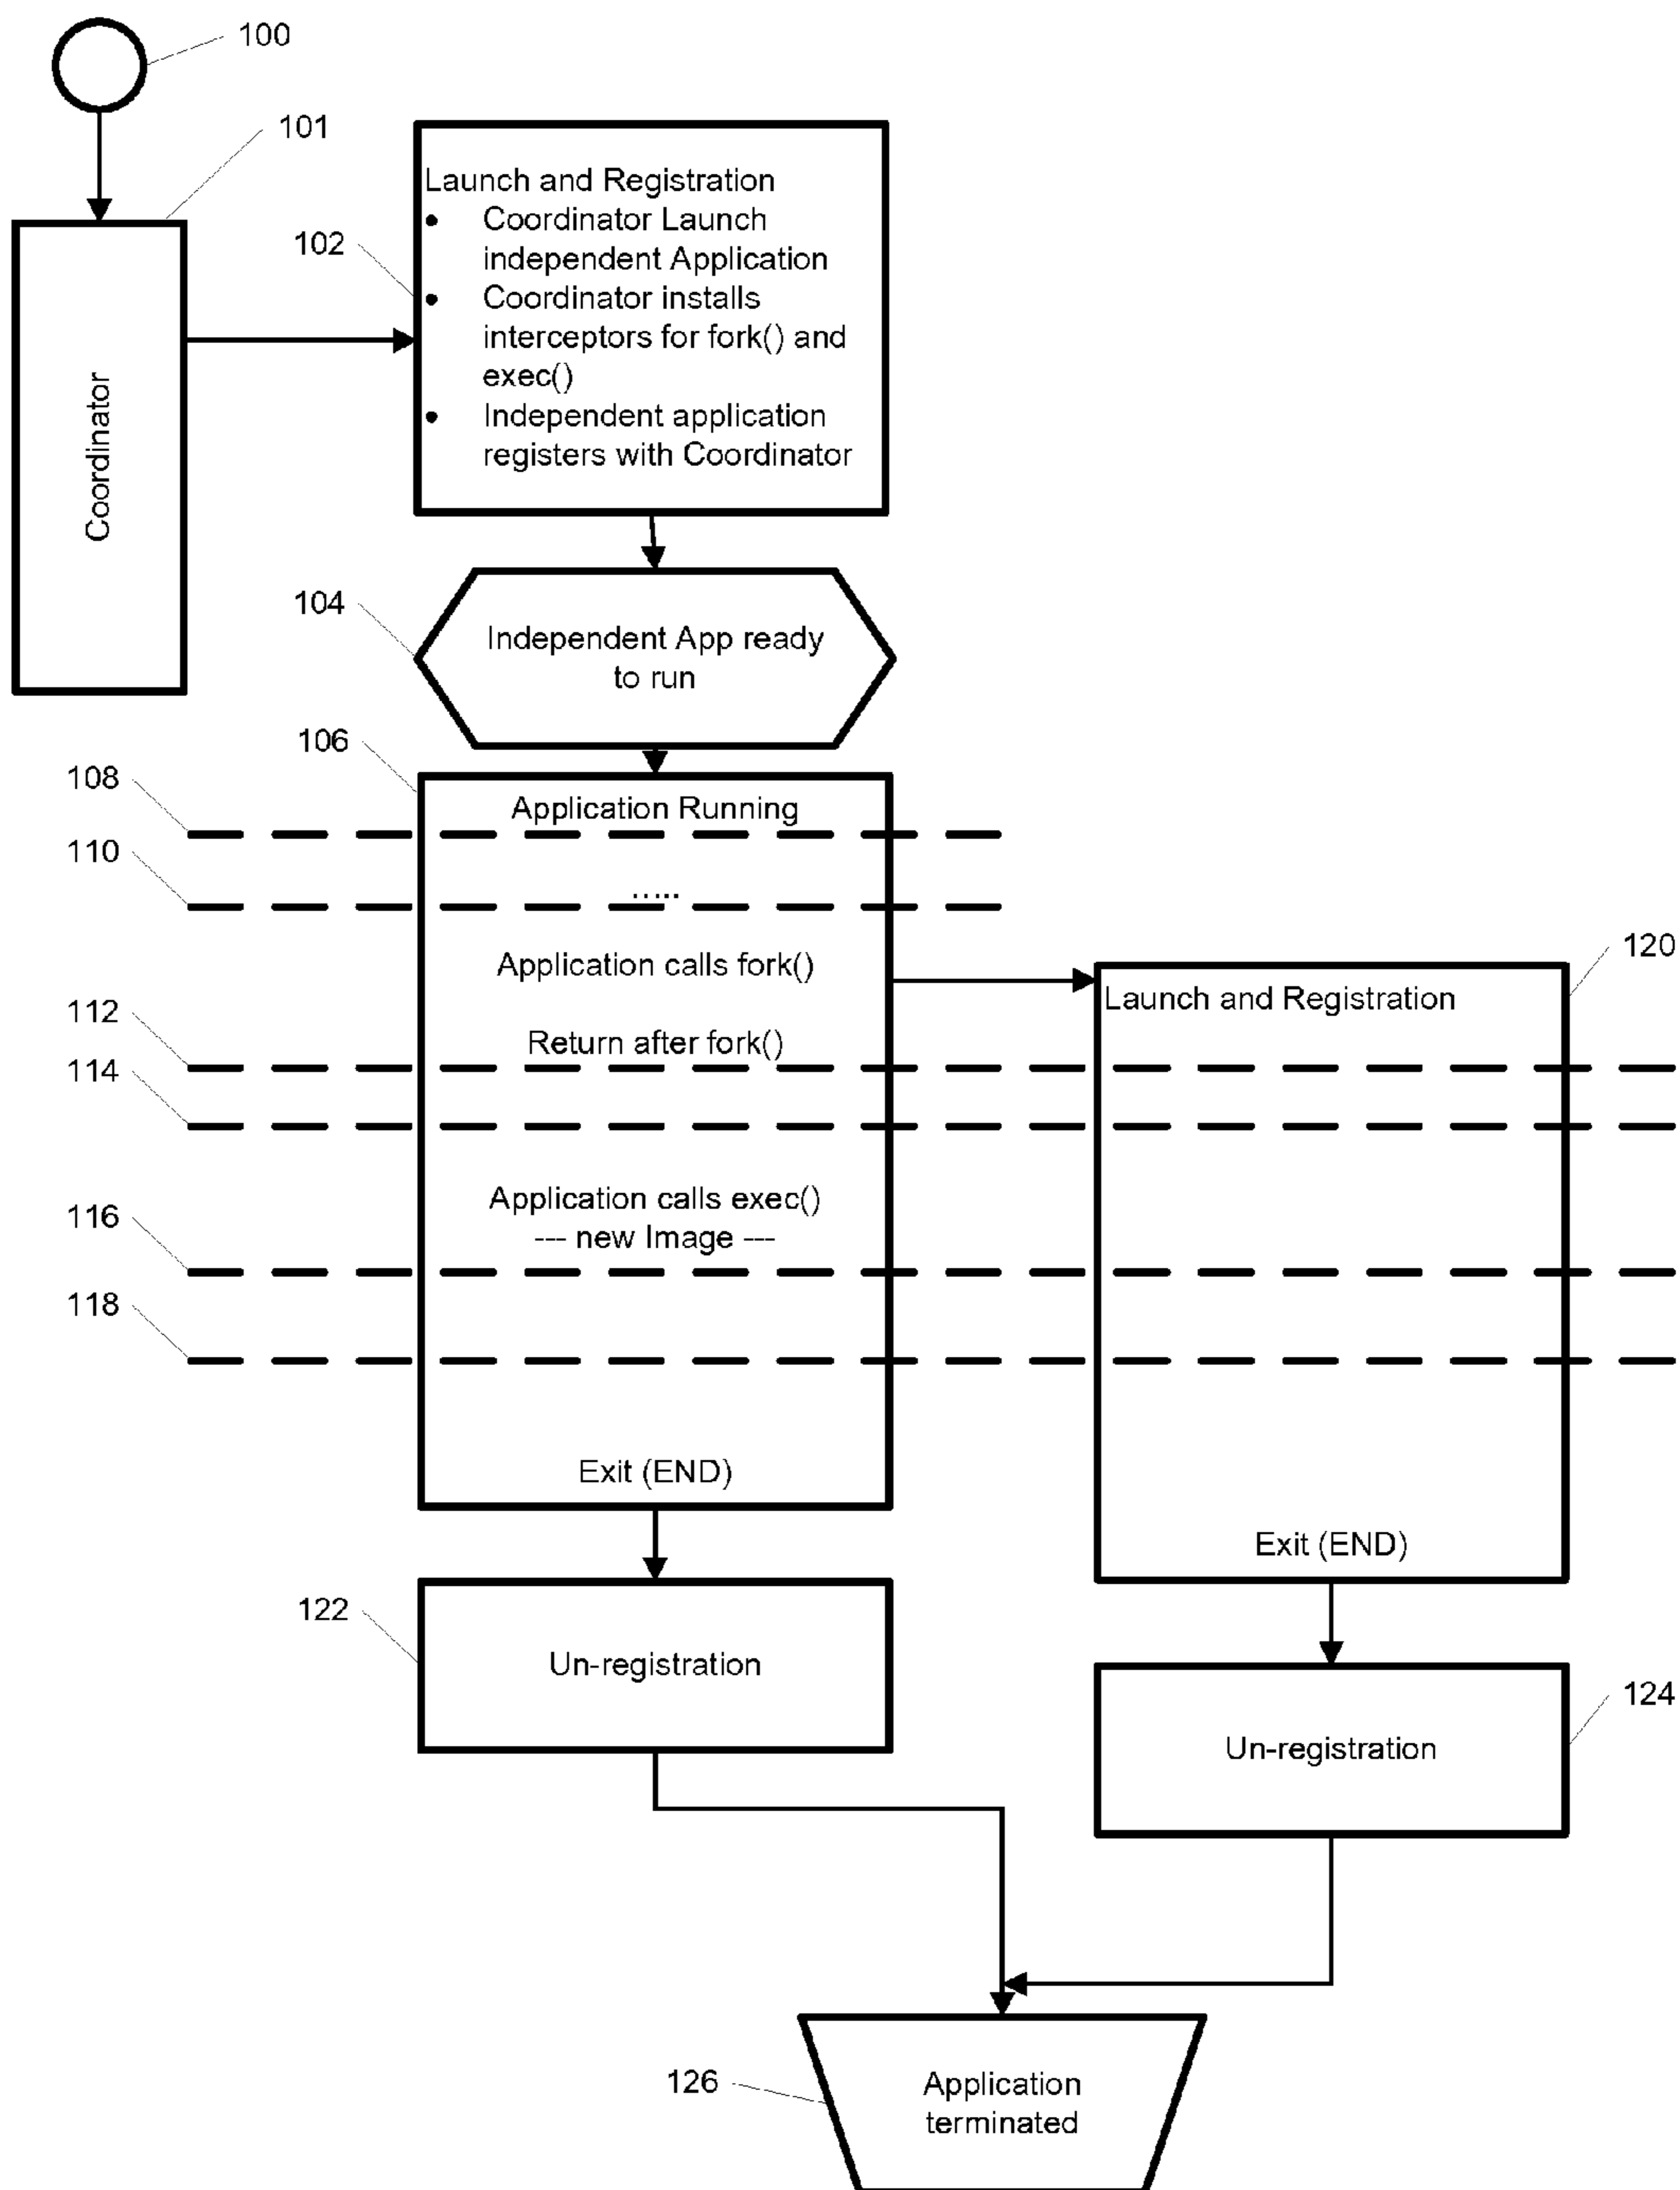 100
101
Coordinator
102
Launch and Registration
• Coordinator Launch
independent Application
• Coordinator installs
interceptors for fork() and
exec()
• Independent application
registers with Coordinator
104
Independent App ready
to run
106
108
Application Running
110
.....
Application calls fork()
120
Launch and Registration
112
Return after fork()
114
Application calls exec()
116
--- new Image ---
118
Exit (END)
Exit (END)
122
Un-registration
124
Un-registration
126
Application
terminated